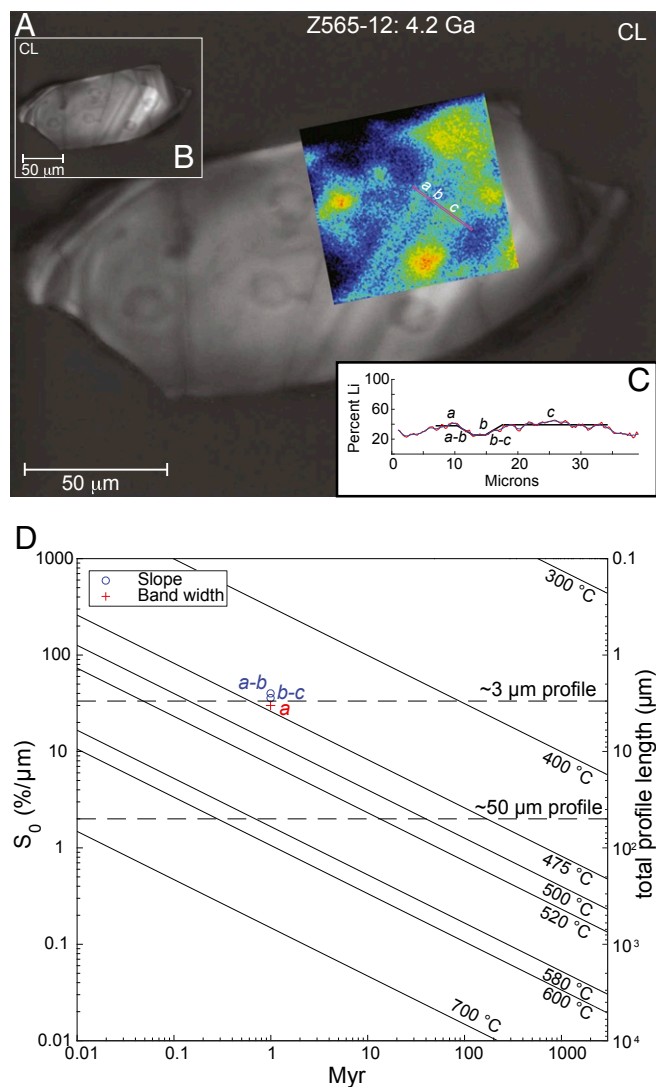 A
CL
Z565-12: 4.2 Ga
CL
B
50 μm
a b c
50 μm
C
Percent Li
100
60
20
a
b
c
a-b
b-c
0
10
20
30
Microns
D
S0 (%/μm)
1000
100
10
1
0.1
0.01
Slope
Band width
a-b
b-c
a
~3 μm profile
~50 μm profile
300 °C
400 °C
475 °C
500 °C
520 °C
580 °C
600 °C
700 °C
0.1
1
10
10²
10³
10⁴
total profile length (μm)
0.01
0.1
1
10
100
1000
Myr